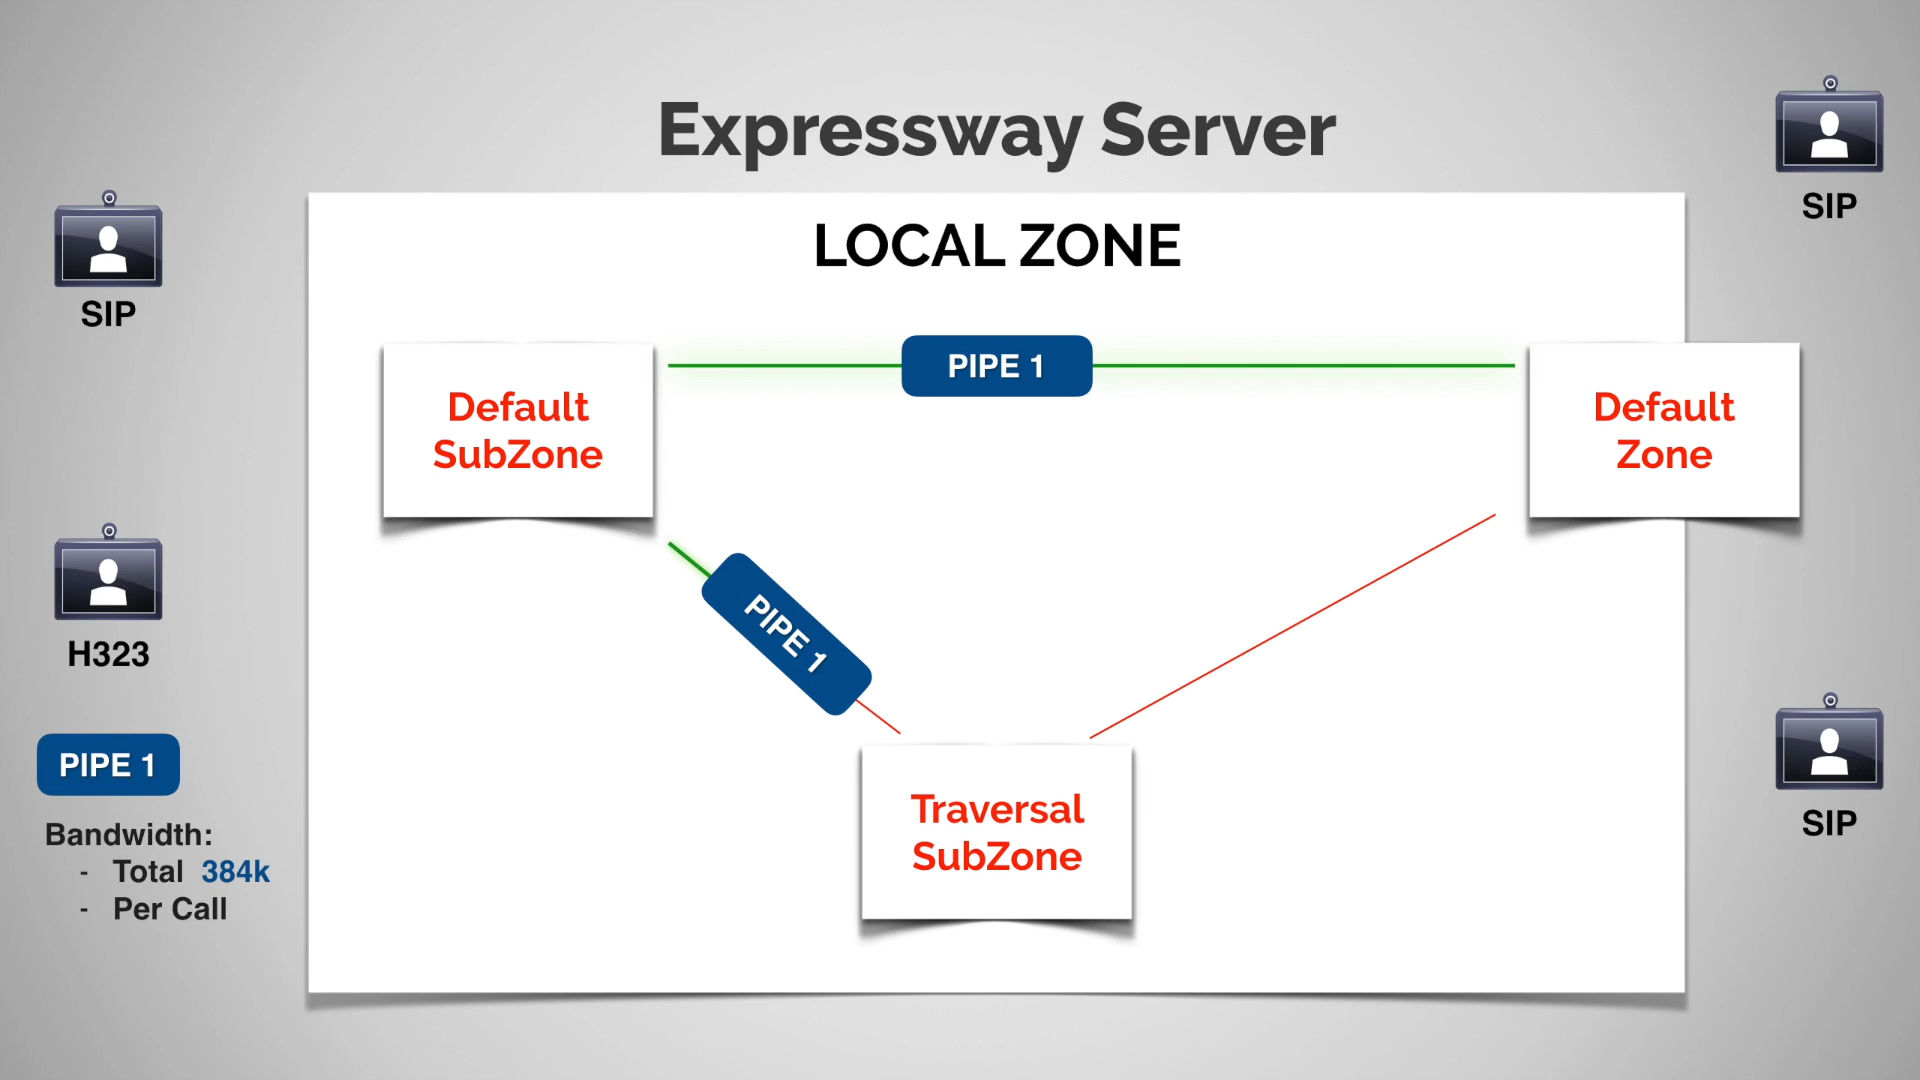 Expressway Server
LOCAL ZONE
SIP
SIP
PIPE 1
Default
SubZone
Default
Zone
PIPE 1
H323
PIPE 1
Bandwidth:
- Total 384k
- Per Call
Traversal
SubZone
SIP